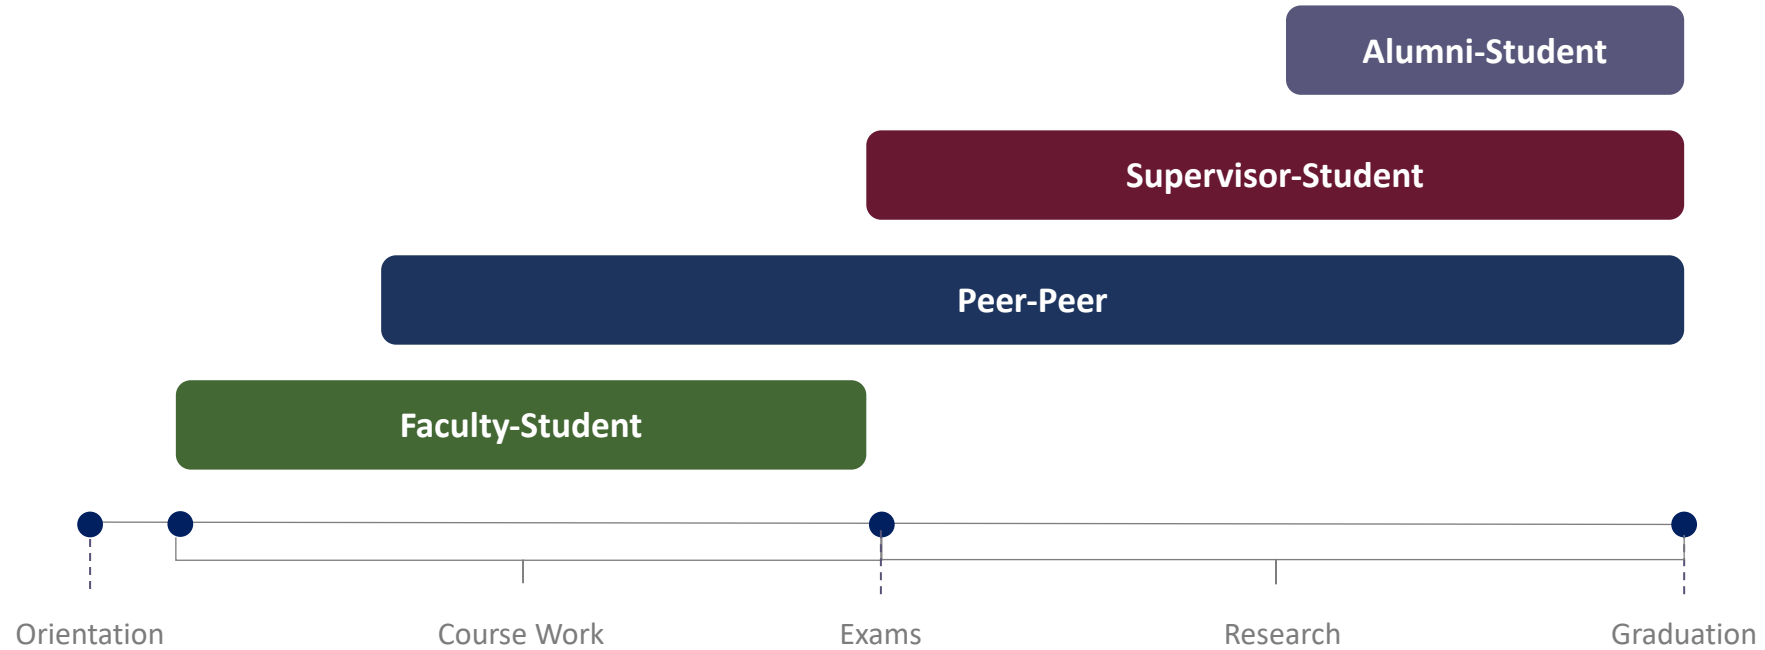 Alumni-Student
Supervisor-Student
Peer-Peer
Faculty-Student
Orientation
Course Work
Exams
Research
Graduation